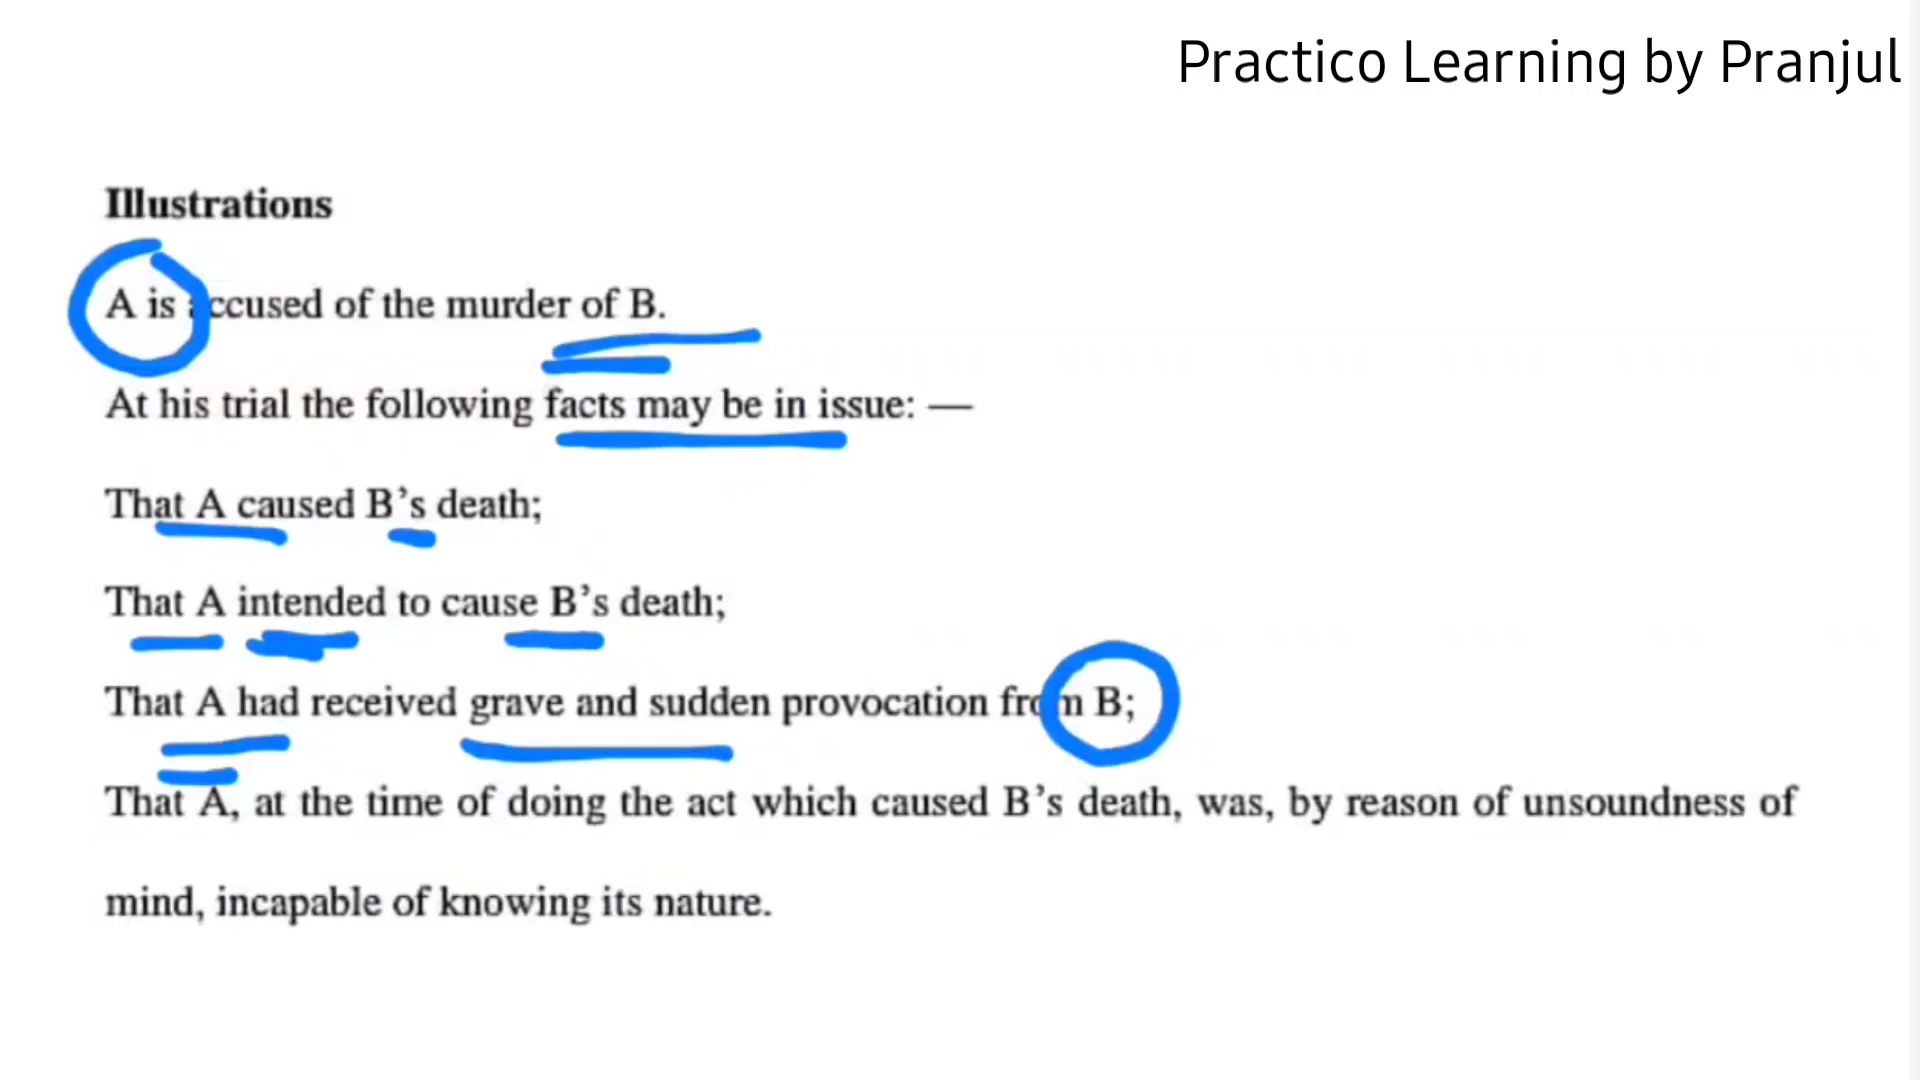 Practico Learning by Pranjul
Illustrations
A is accused of the murder of B.
At his trial the following facts may be in issue: —
That A caused B’s death;
That A intended to cause B’s death;
That A had received grave and sudden provocation from B;
That A, at the time of doing the act which caused B’s death, was, by reason of unsoundness of
mind, incapable of knowing its nature.